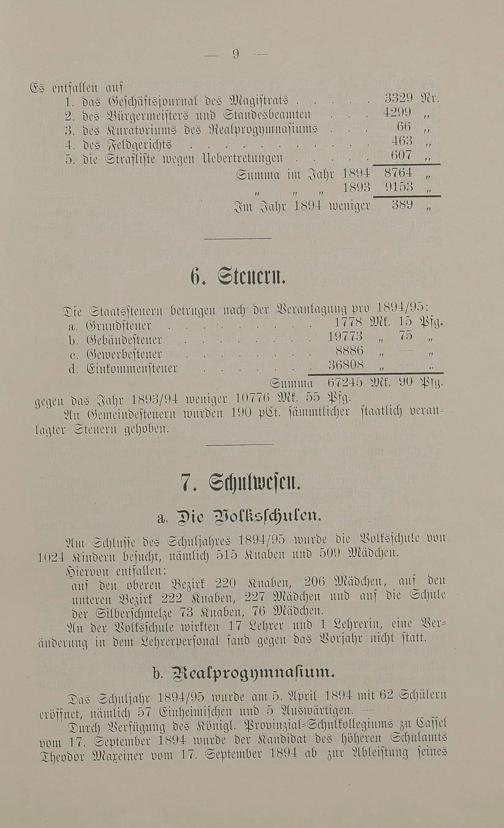 — 9 —
Es entfallen auf
1. das Geschäftsjournal des Magistrats . . . . . 3329 Nr.
2. des Bürgermeisters und Standesbeamten . . . 4299 „
3. des Kuratoriums des Realprogymnasiums . . . 66 „
4. des Feldgerichts . . . . . . . . . . . 463 „
5. die Strafliste wegen Uebertretungen . . . . . 607 „
Summa im Jahr 1894 8764 „
„ „ „ 1893 9153 „
Im Jahr 1894 weniger 389 „
6. Steuern.
Die Staatssteuern betrugen nach der Veranlagung pro 1894/95:
a. Grundsteuer . . . . . . . . . 1778 Mk. 15 Pfg.
b. Gebäudesteuer . . . . . . . . 19773 „ 75 „
c. Gewerbesteuer . . . . . . . . 8886 „ — „
d. Einkommensteuer . . . . . . . 36808 „ — „
Summa 67245 Mk. 90 Pfg.
gegen das Jahr 1893/94 weniger 10776 Mk. 55 Pfg.
An Gemeindesteuern wurden 190 pCt. sämmtlicher staatlich veran-
lagter Steuern gehoben.
7. Schulwesen.
a. Die Volksschulen.
Am Schlusse des Schuljahres 1894/95 wurde die Volksschule von
1024 Kindern besucht, nämlich 515 Knaben und 509 Mädchen.
Hiervon entfallen:
auf den oberen Bezirk 220 Knaben, 206 Mädchen, auf den
unteren Bezirk 222 Knaben, 227 Mädchen und auf die Schule
der Silberschmelze 73 Knaben, 76 Mädchen.
An der Volksschule wirkten 17 Lehrer und 1 Lehrerin, eine Ver-
änderung in dem Lehrerpersonal fand gegen das Vorjahr nicht statt.
b. Realprogymnasium.
Das Schuljahr 1894/95 wurde am 5. April 1894 mit 62 Schülern
eröffnet, nämlich 57 Einheimischen und 5 Auswärtigen. —
Durch Verfügung des Königl. Provinzial-Schulkollegiums zu Cassel
vom 17. September 1894 wurde der Kandidat des höheren Schulamts
Theodor Maxeiner vom 17. September 1894 ab zur Ableistung seines